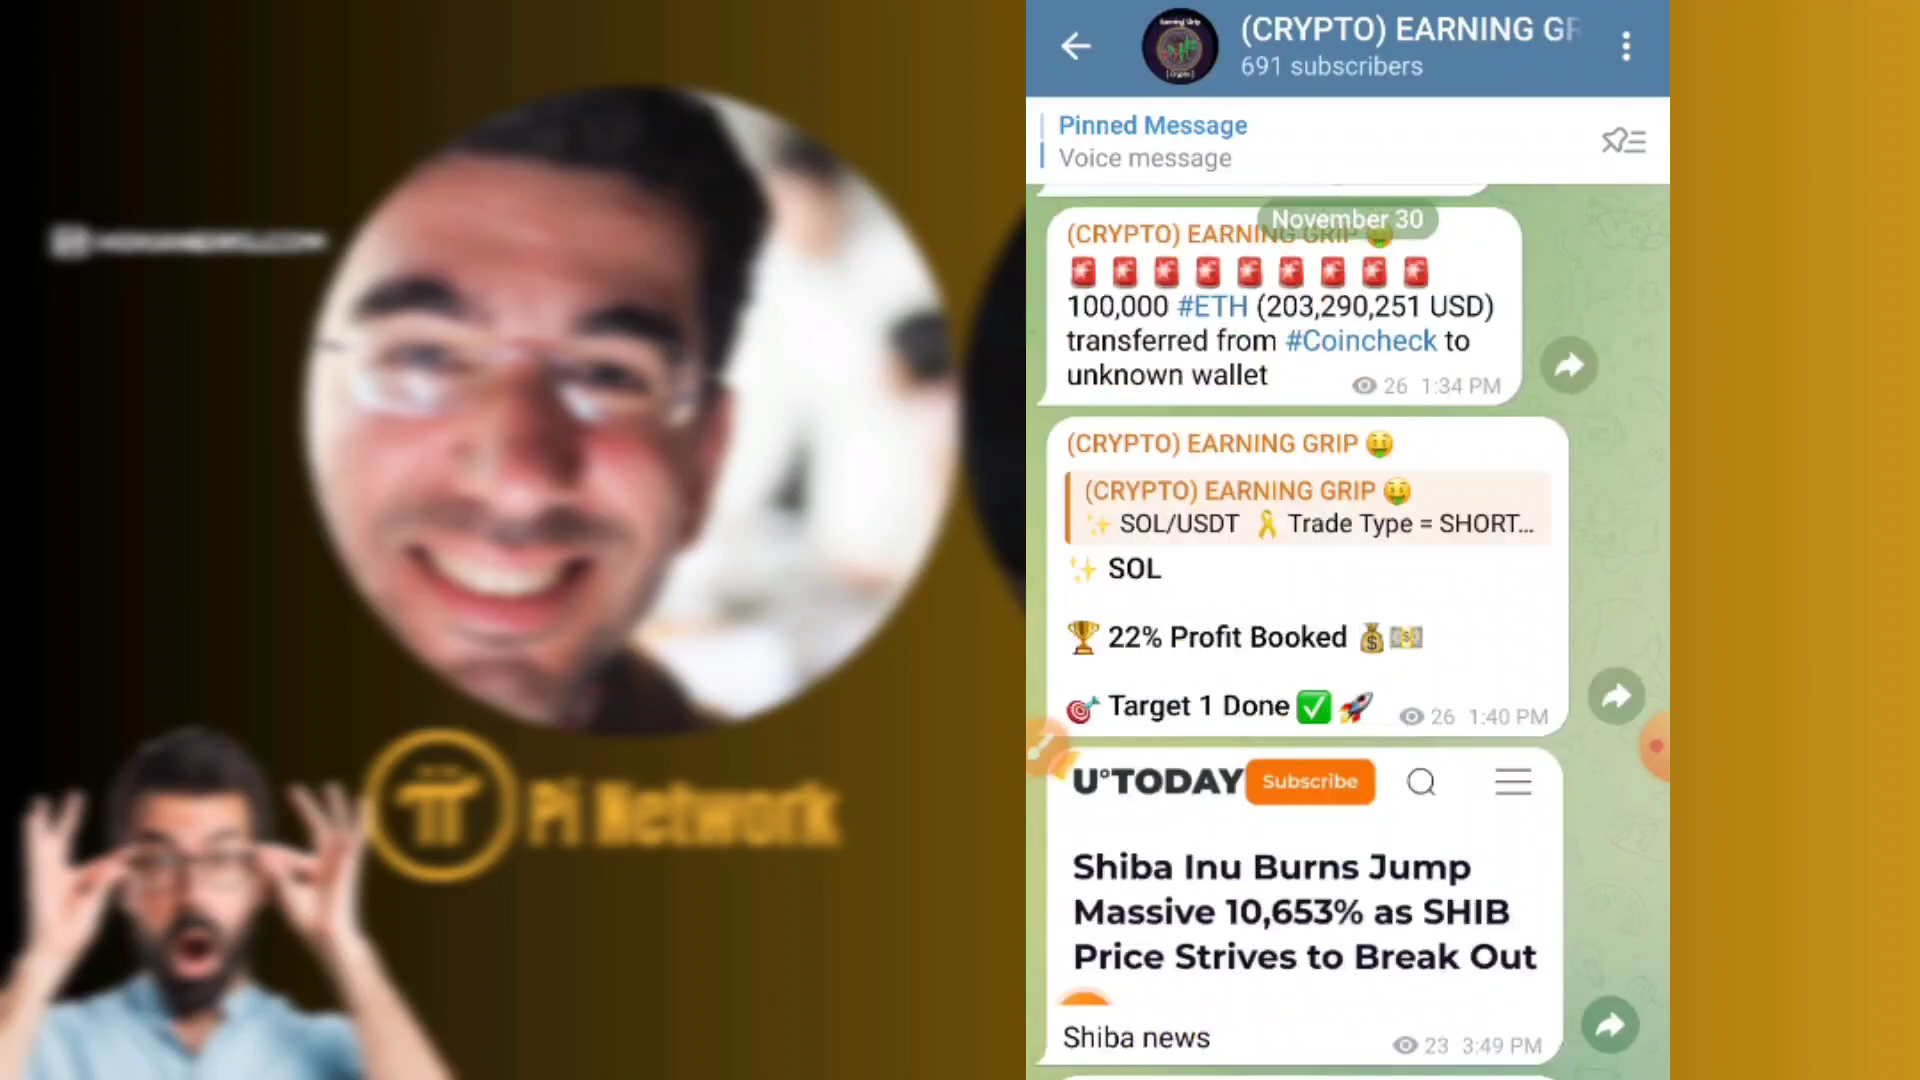 Pi Network
(CRYPTO) EARNING GR
691 subscribers
Pinned Message
Voice message
November 30
(CRYPTO) EARNING GRIP 🤑
🚨🚨🚨🚨🚨🚨🚨🚨🚨
100,000 #ETH (203,290,251 USD)
transferred from #Coincheck to
unknown wallet
26 1:34 PM
(CRYPTO) EARNING GRIP 🤑
(CRYPTO) EARNING GRIP 🤑
✨ SOL/USDT 🎗 Trade Type = SHORT...
✨ SOL
🏆 22% Profit Booked 💰💵
🎯 Target 1 Done ✅ 🚀
26 1:40 PM
U°TODAY Subscribe
Shiba Inu Burns Jump
Massive 10,653% as SHIB
Price Strives to Break Out
Shiba news
23 3:49 PM